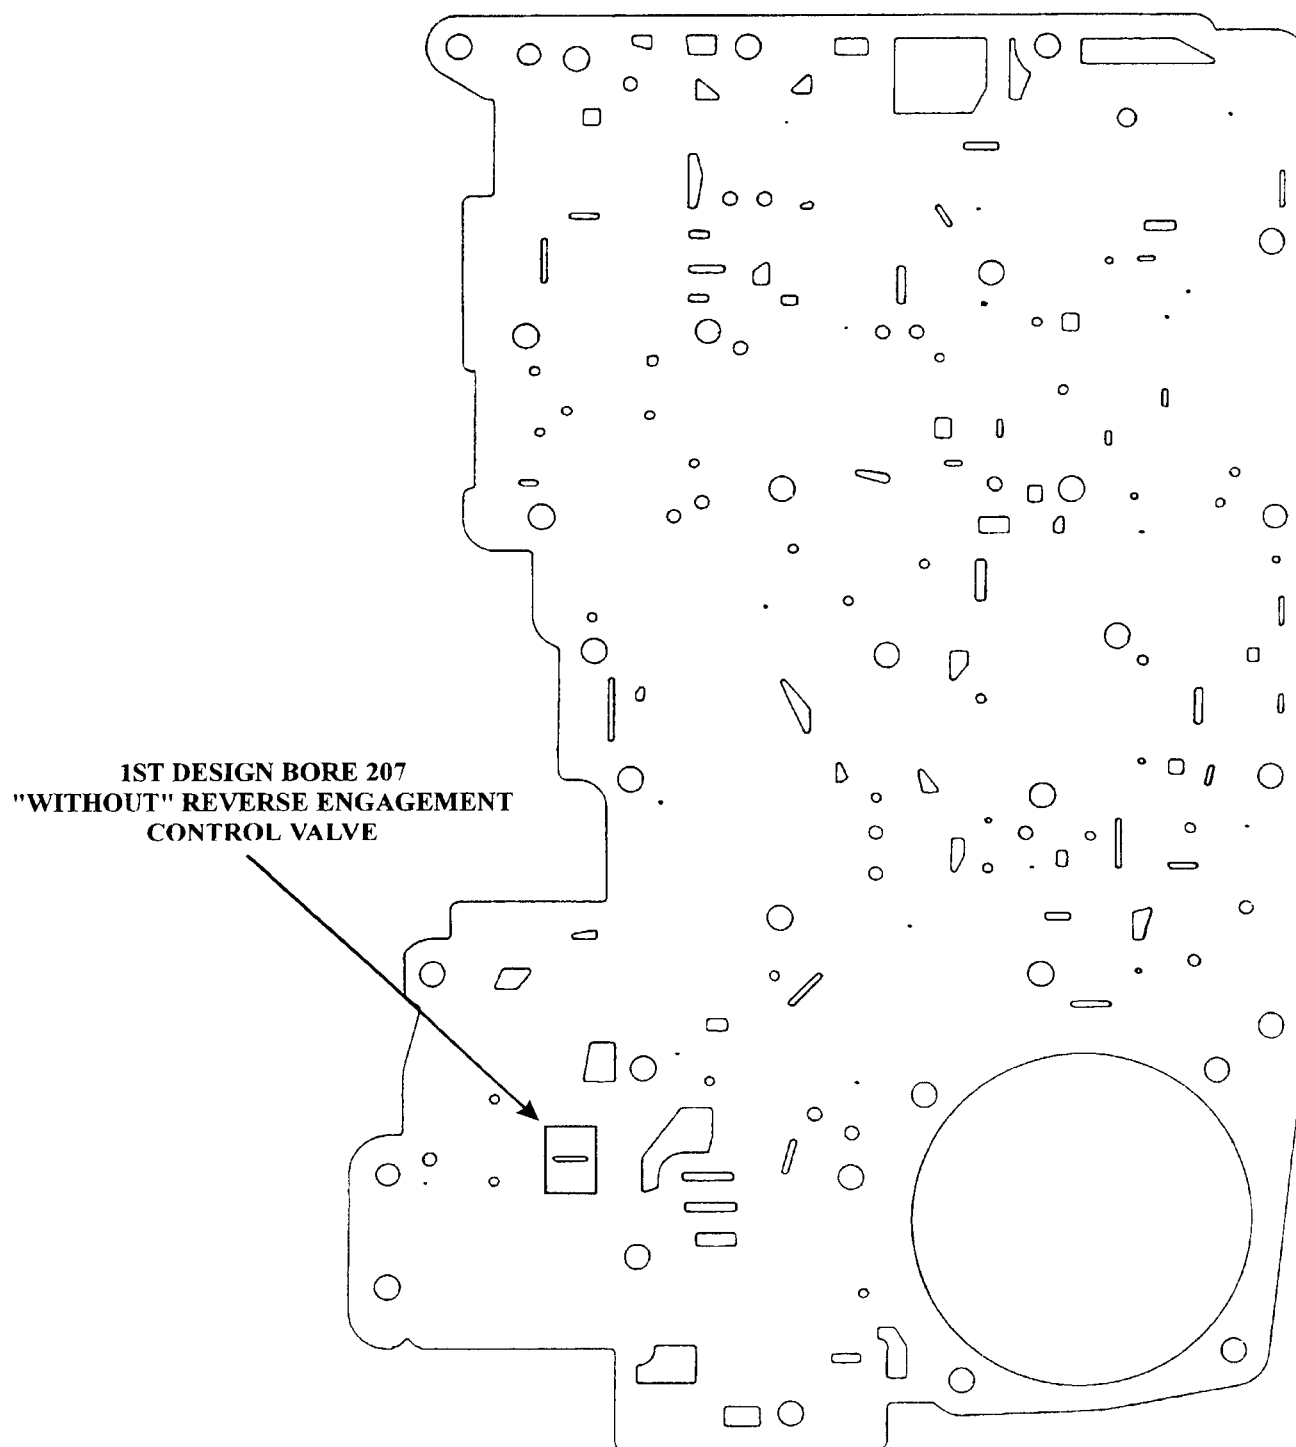 1ST DESIGN BORE 207
"WITHOUT" REVERSE ENGAGEMENT
CONTROL VALVE